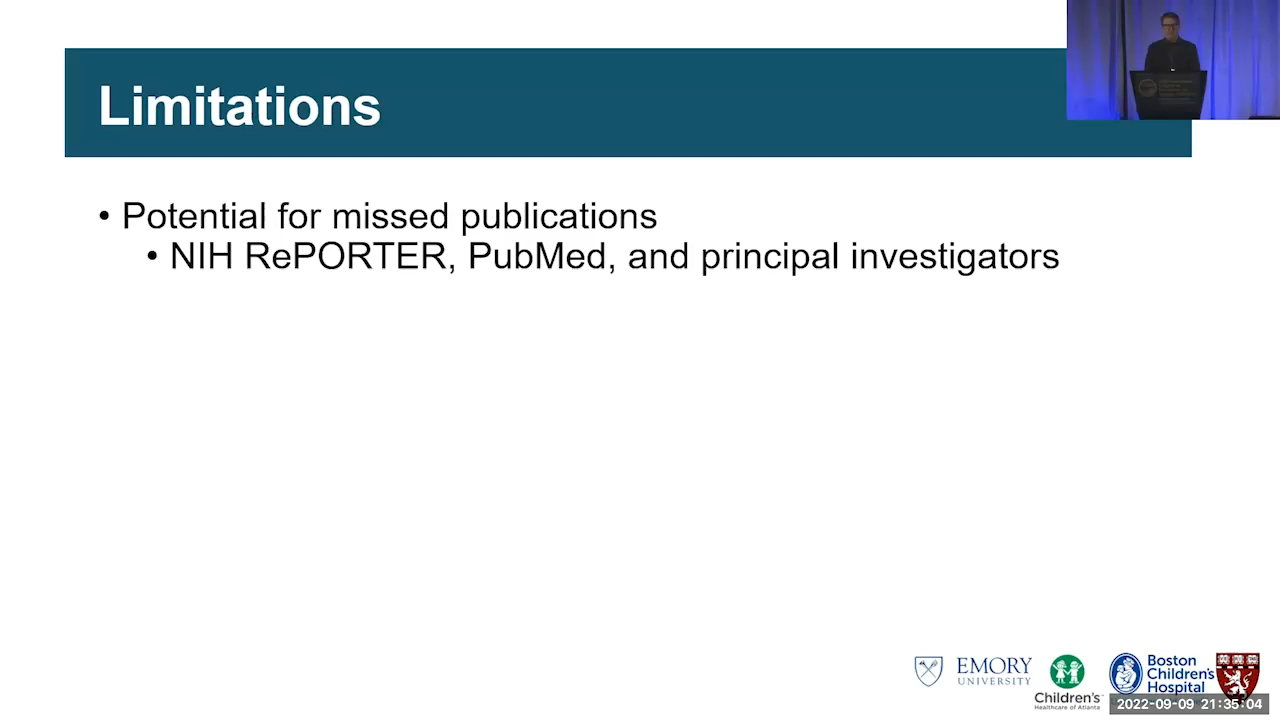 Limitations
• Potential for missed publications
• NIH RePORTER, PubMed, and principal investigators
EMORY
UNIVERSITY
Children's
Healthcare of Atlanta
Boston
Children's
Hospital
2022-09-09 21:35:04